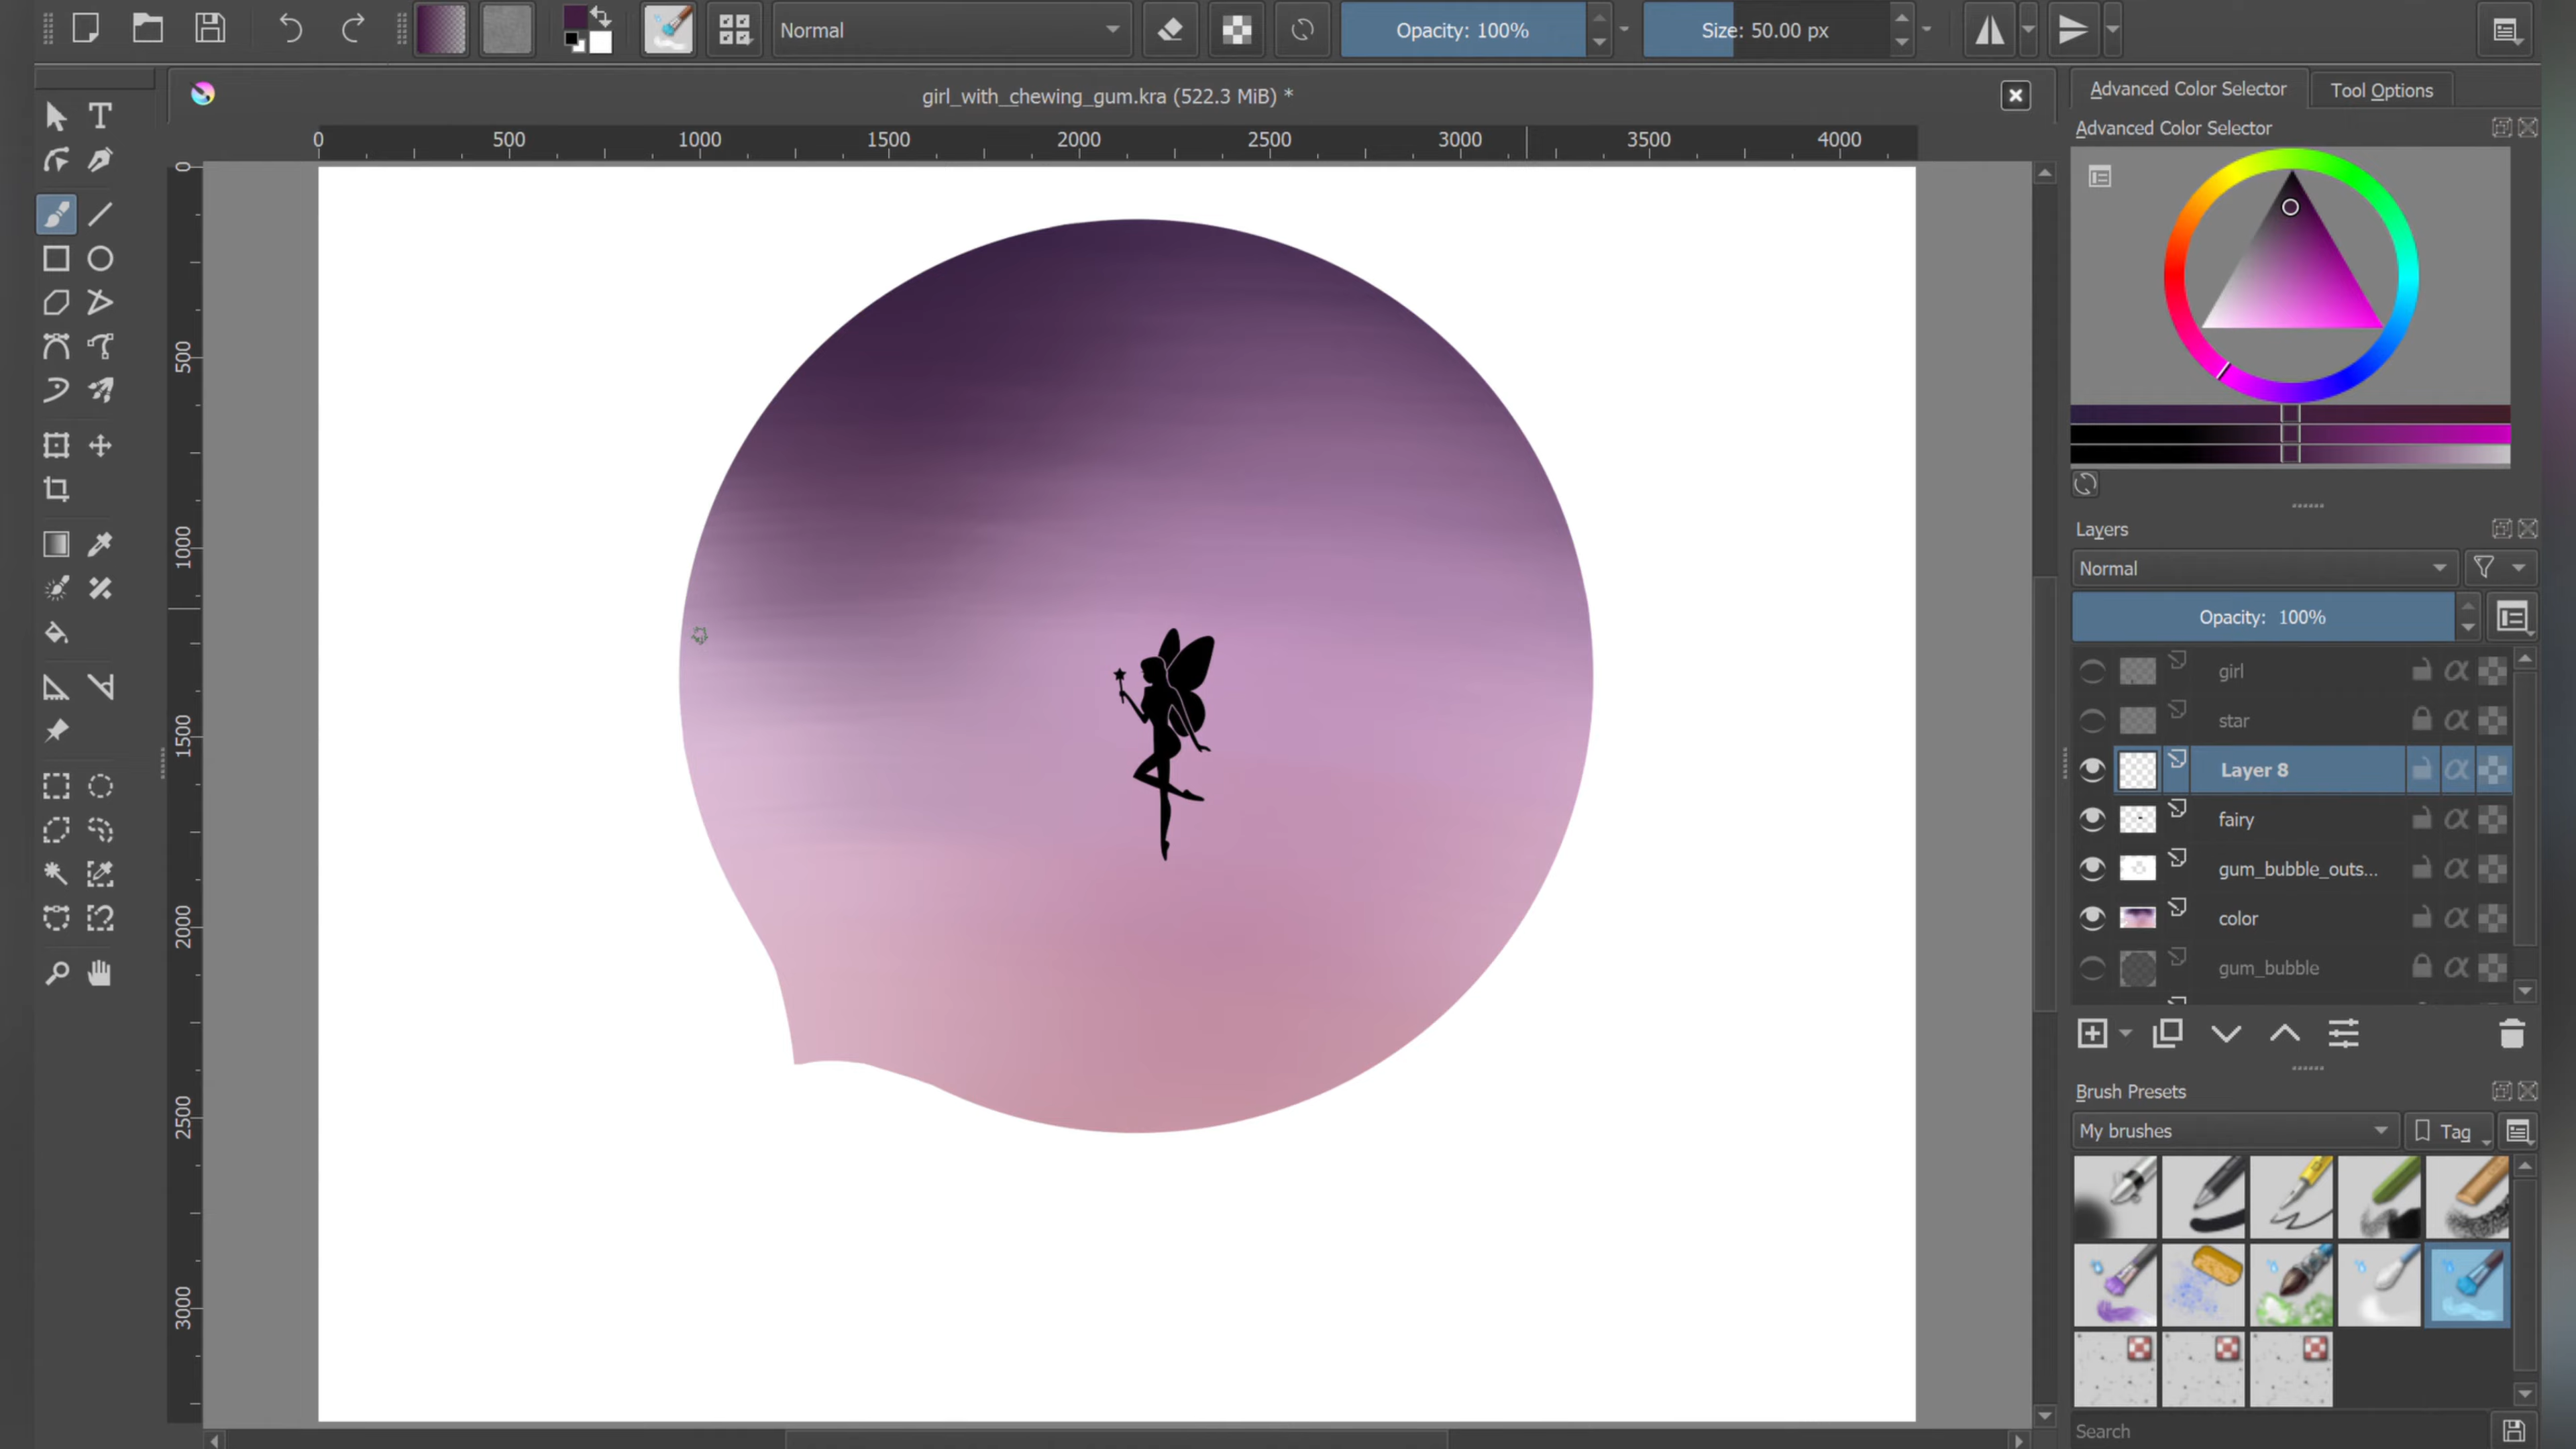 Normal
Opacity: 100%
Size: 50.00 px
girl_with_chewing_gum.kra (522.3 MiB) *
Advanced Color Selector
Tool Options
Advanced Color Selector
0 500 1000 1500 2000 2500 3000 3500 4000
0
500
1000
1500
2000
2500
3000
Layers
Normal
Opacity: 100%
girl
star
Layer 8
fairy
gum_bubble_outs...
color
gum_bubble
Brush Presets
My brushes
Tag
Search